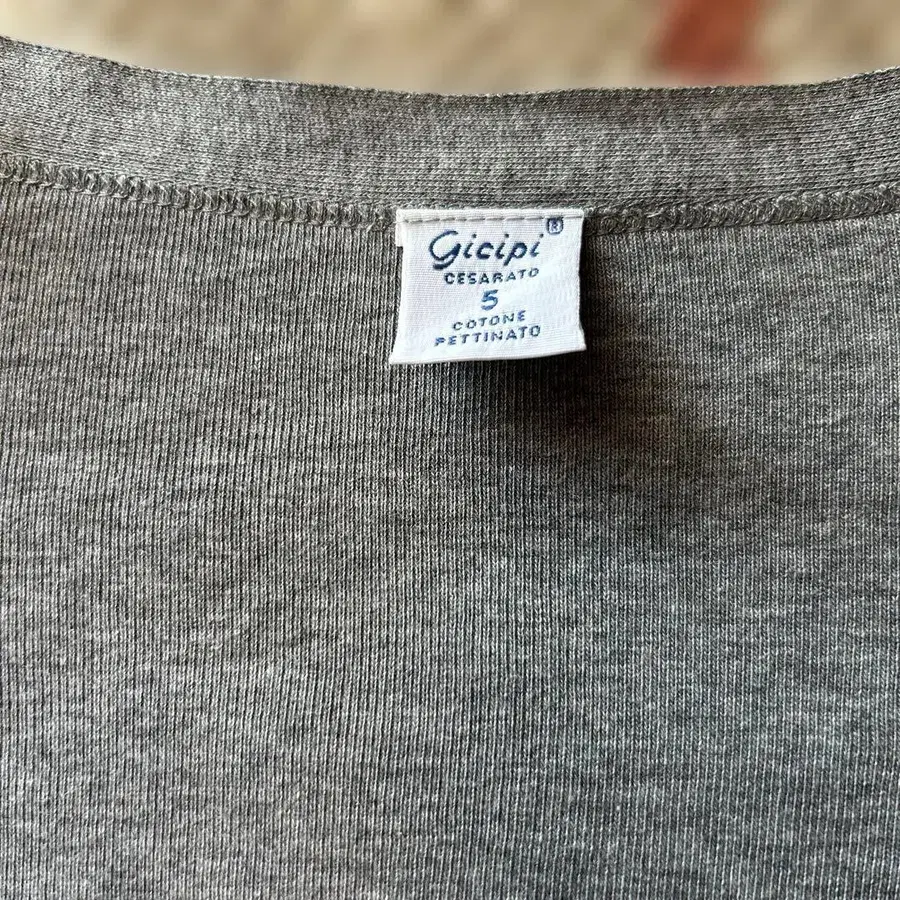 Gicipi®
CESARATO
5
COTONE
PETTINATO